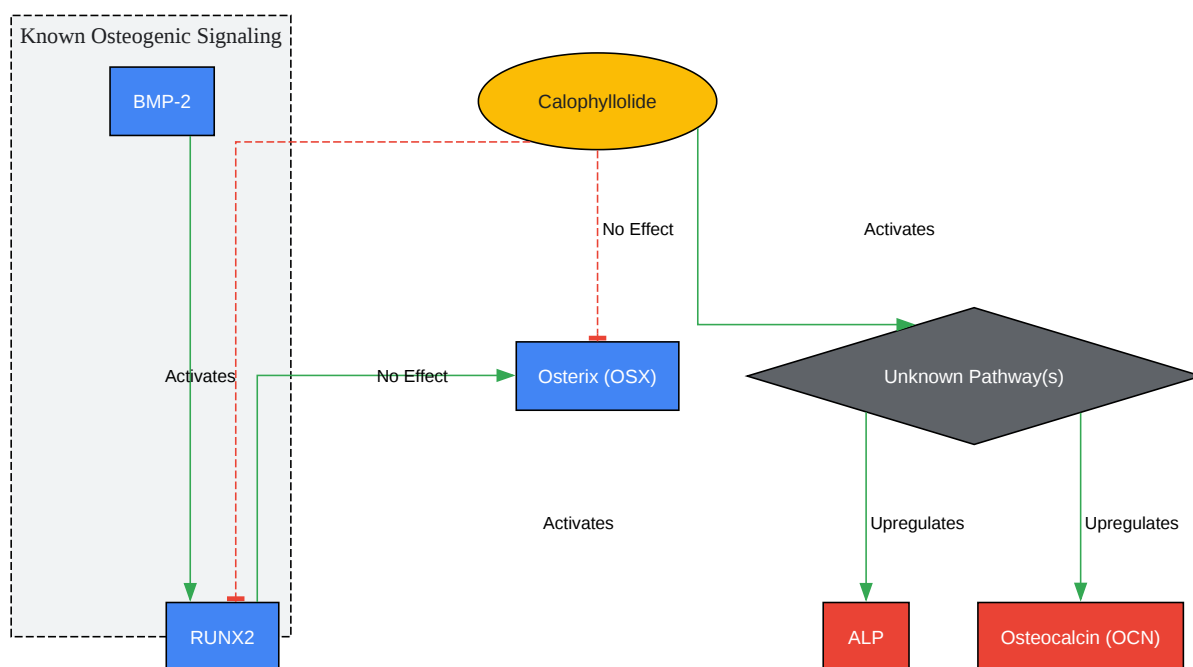 Known Osteogenic Signaling
BMP-2
Calophyllolide
No Effect
Activates
Activates
No Effect
Osterix (OSX)
Unknown Pathway(s)
Activates
Upregulates
Upregulates
RUNX2
ALP
Osteocalcin (OCN)